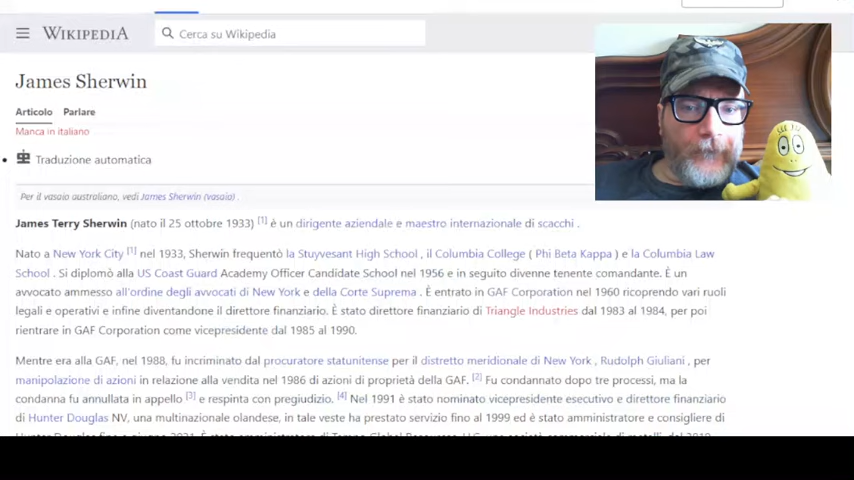 WIKIPEDIA
Cerca su Wikipedia
James Sherwin
Articolo Parlare
Manca in italiano
Traduzione automatica
Per il vasaio australiano, vedi James Sherwin (vasaio) .
James Terry Sherwin (nato il 25 ottobre 1933) [1] è un dirigente aziendale e maestro internazionale di scacchi .
Nato a New York City [1] nel 1933, Sherwin frequentò la Stuyvesant High School , il Columbia College ( Phi Beta Kappa ) e la Columbia Law
School . Si diplomò alla US Coast Guard Academy Officer Candidate School nel 1956 e in seguito divenne tenente comandante. È un
avvocato ammesso all'ordine degli avvocati di New York e della Corte Suprema . È entrato in GAF Corporation nel 1960 ricoprendo vari ruoli
legali e operativi e infine diventandone il direttore finanziario. È stato direttore finanziario di Triangle Industries dal 1983 al 1984, per poi
rientrare in GAF Corporation come vicepresidente dal 1985 al 1990.
Mentre era alla GAF, nel 1988, fu incriminato dal procuratore statunitense per il distretto meridionale di New York , Rudolph Giuliani , per
manipolazione di azioni in relazione alla vendita nel 1986 di azioni di proprietà della GAF. [2] Fu condannato dopo tre processi, ma la
condanna fu annullata in appello [3] e respinta con pregiudizio. [4] Nel 1991 è stato nominato vicepresidente esecutivo e direttore finanziario
di Hunter Douglas NV, una multinazionale olandese, in tale veste ha prestato servizio fino al 1999 ed è stato amministratore e consigliere di